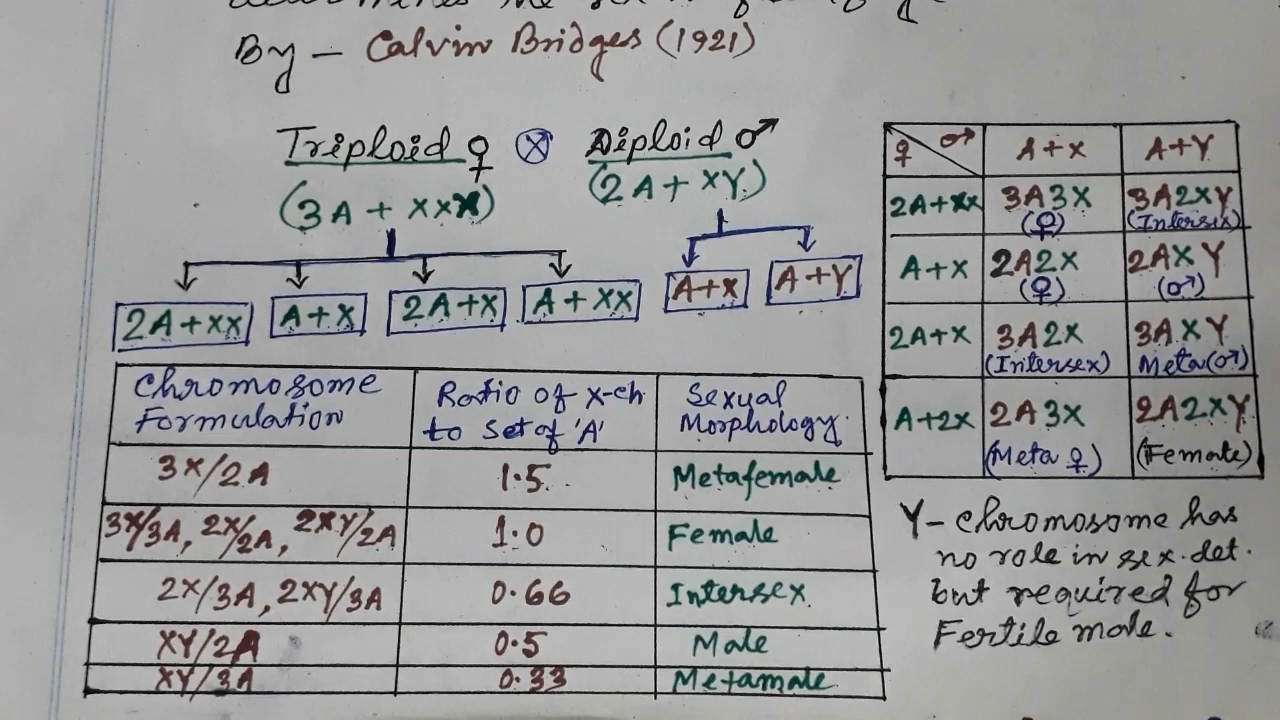 By - Calvin Bridges (1921)
Triploid ♀ ⊗ Diploid ♂
(3A + XXX) (2A + XY)
2A+XX A+X 2A+X A+XX A+X A+Y
Chromosome Formulation Ratio of X-ch to Set of 'A' Sexual Morphology
3X/2A 1.5 Metafemale
3X/3A, 2X/2A, 2XY/2A 1.0 Female
2X/3A, 2XY/3A 0.66 Intersex
XY/2A 0.5 Male
XY/3A 0.33 Metamale
♀ ♂ A+X A+Y
2A+XX 3A3X (♀) 3A2XY (Intersex)
A+X 2A2X (♀) 2AXY (♂)
2A+X 3A2X (Intersex) 3AXY Meta(♂)
A+2X 2A3X (Meta ♀) 2A2XY (Female)
Y- Chromosome has
no role in sex.det.
but required for
Fertile male.